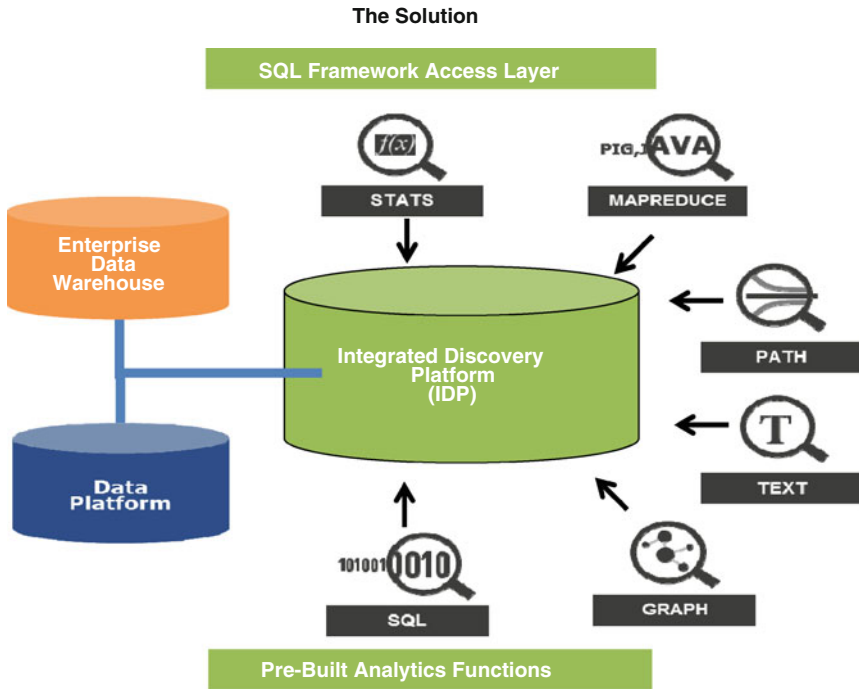 The Solution
SQL Framework Access Layer
f(x)
STATS
PIG,J
AVA
MAPREDUCE
Enterprise
Data
Warehouse
Integrated Discovery
Platform
(IDP)
PATH
T
TEXT
Data
Platform
101001
1010
SQL
GRAPH
Pre-Built Analytics Functions